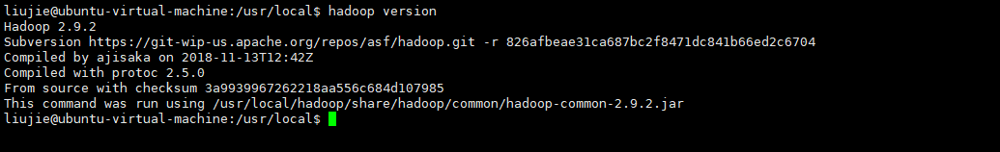 liujie@ubuntu-virtual-machine:/usr/local$ hadoop version
Hadoop 2.9.2
Subversion https://git-wip-us.apache.org/repos/asf/hadoop.git -r 826afbeae31ca687bc2f8471dc841b66ed2c6704
Compiled by ajisaka on 2018-11-13T12:42Z
Compiled with protoc 2.5.0
From source with checksum 3a9939967262218aa556c684d107985
This command was run using /usr/local/hadoop/share/hadoop/common/hadoop-common-2.9.2.jar
liujie@ubuntu-virtual-machine:/usr/local$